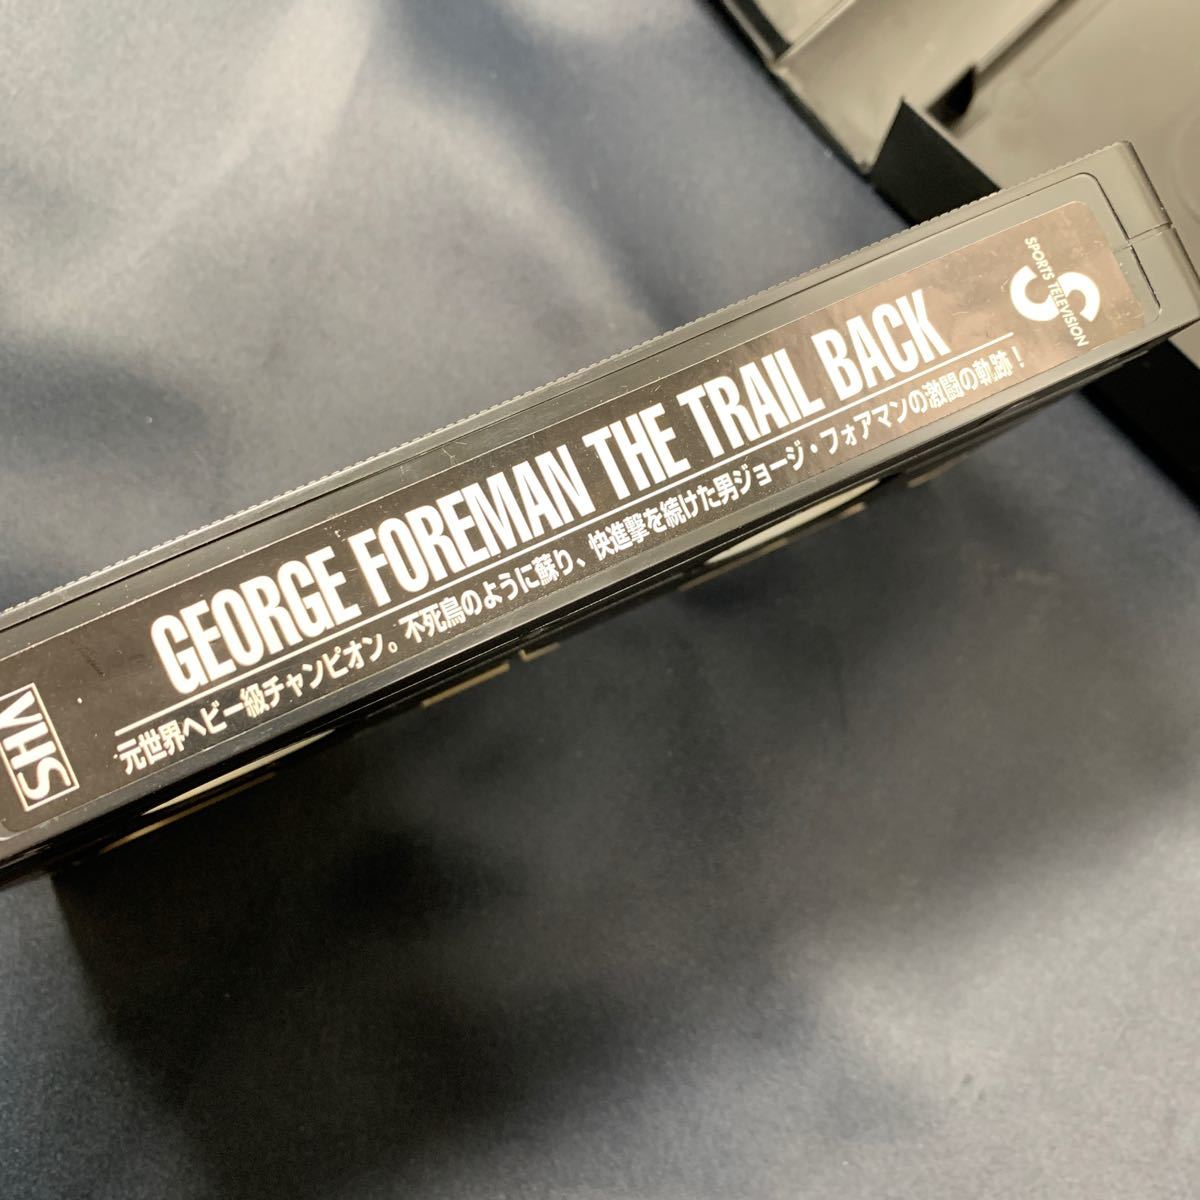 GEORGE FOREMAN THE TRAIL BACK
元世界ヘビー級チャンピオン。不死鳥のように蘇り、快進撃を続けた男ジョージ・フォアマンの激闘の軌跡！
VHS
SPORTS TELEVISION